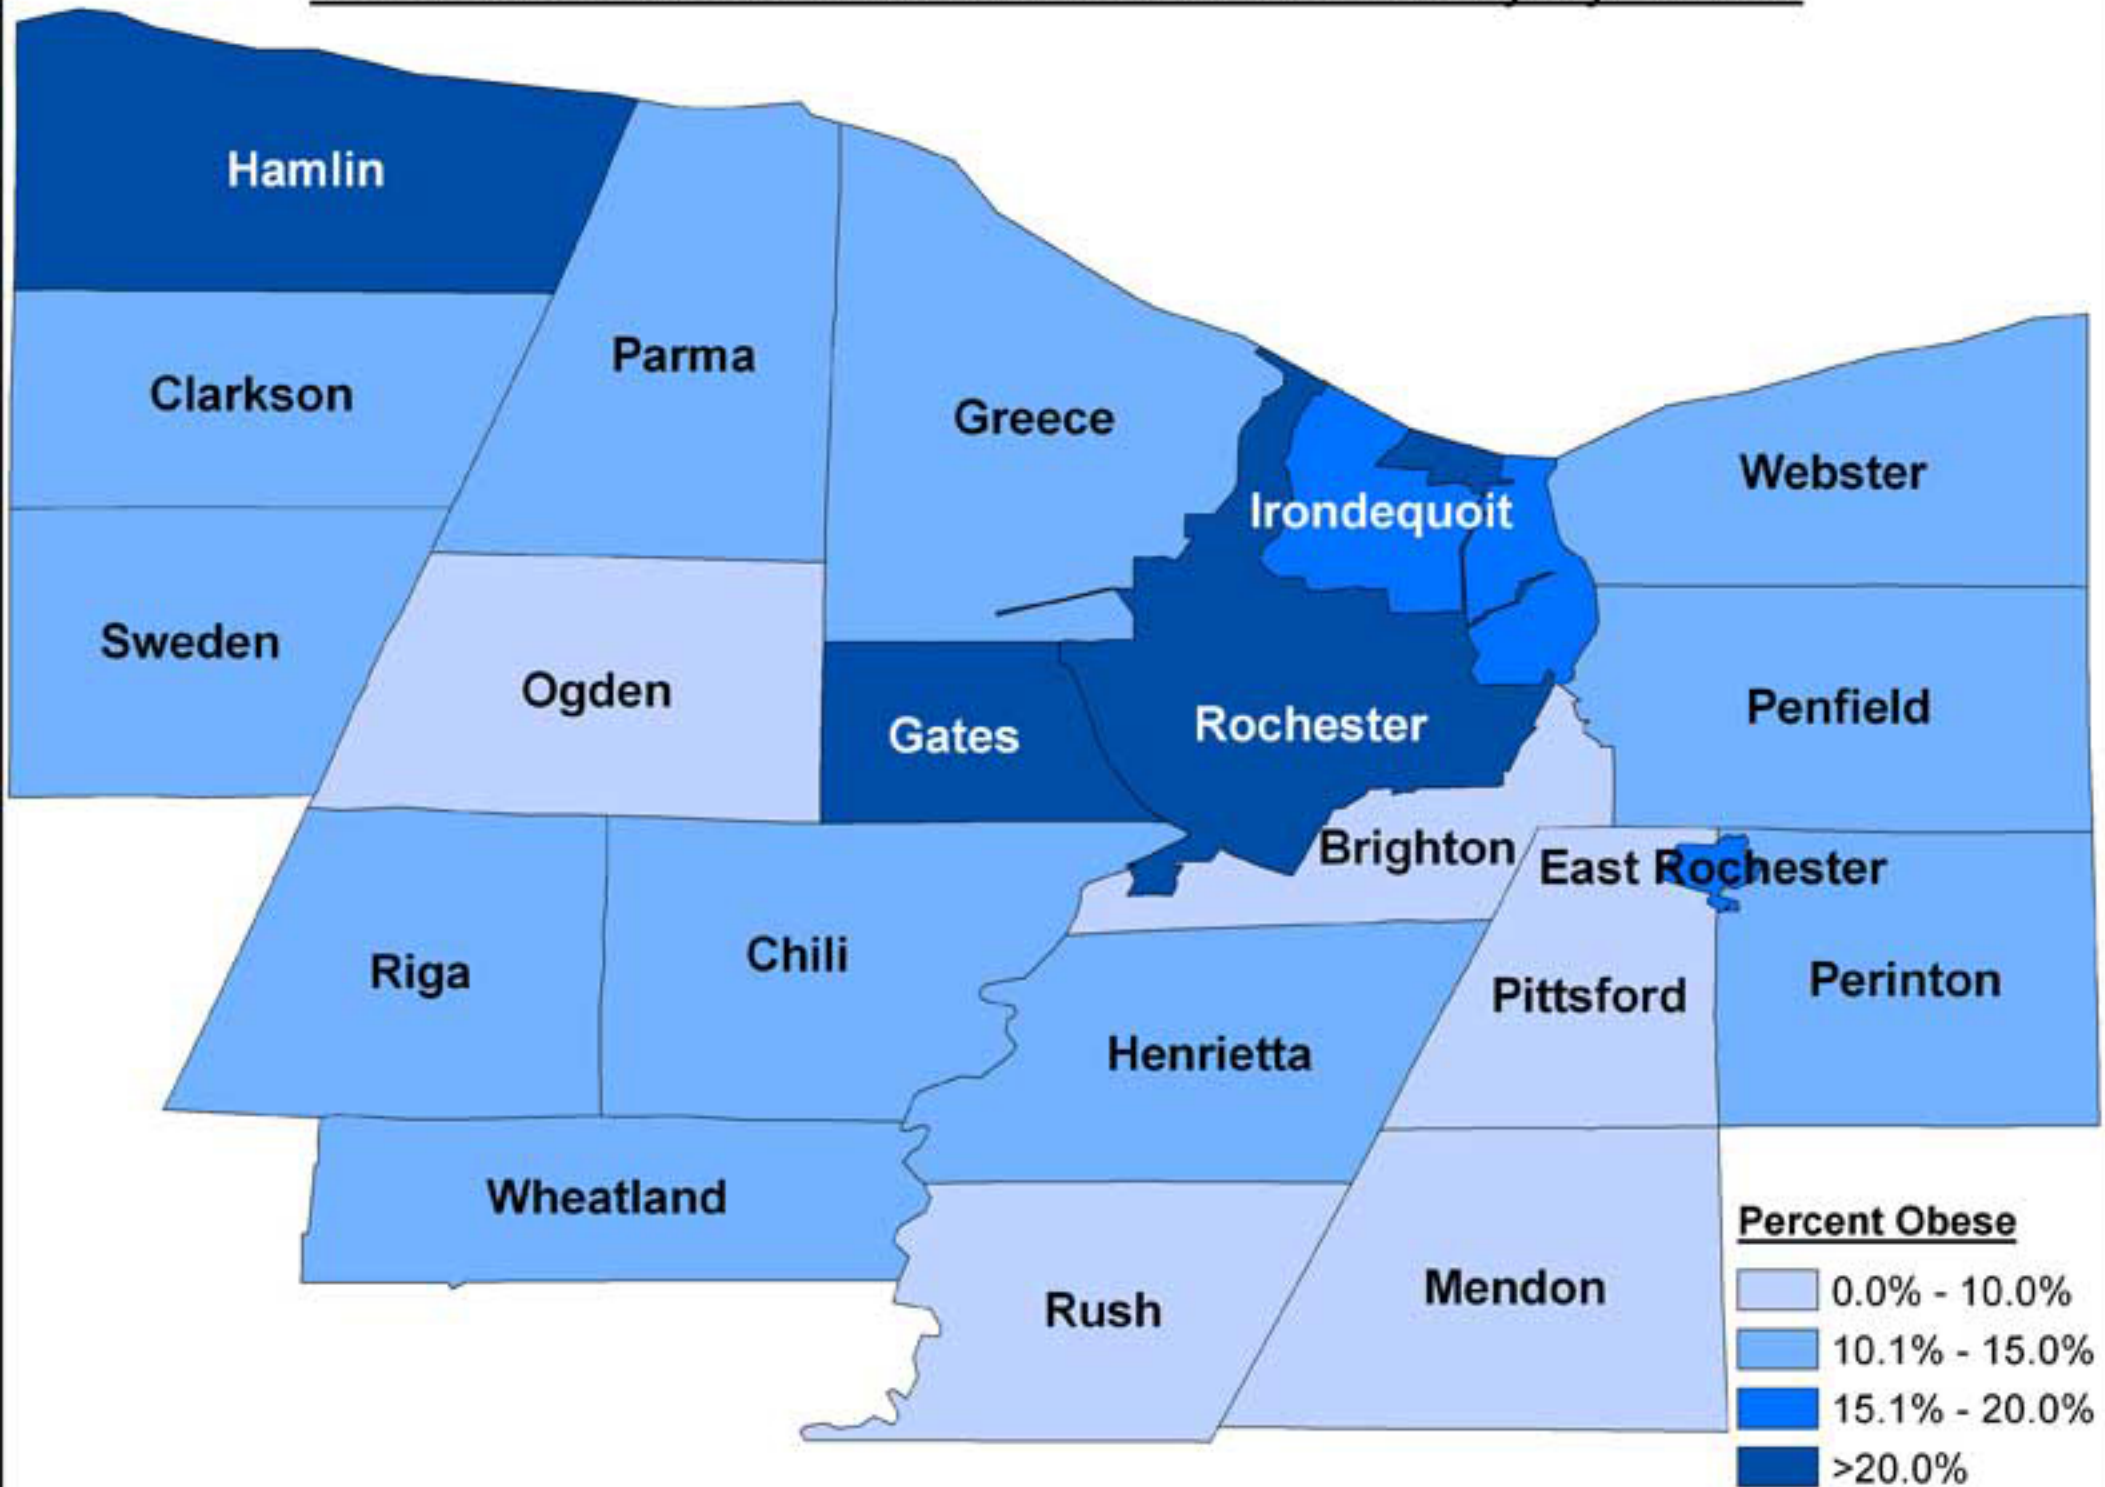 Hamlin
Parma
Clarkson
Greece
Webster
Irondequoit
Sweden
Ogden
Penfield
Gates
Rochester
Brighton
East Rochester
Riga
Chili
Perinton
Pittsford
Henrietta
Wheatland
Rush
Mendon
Percent Obese
0.0% - 10.0%
10.1% - 15.0%
15.1% - 20.0%
>20.0%